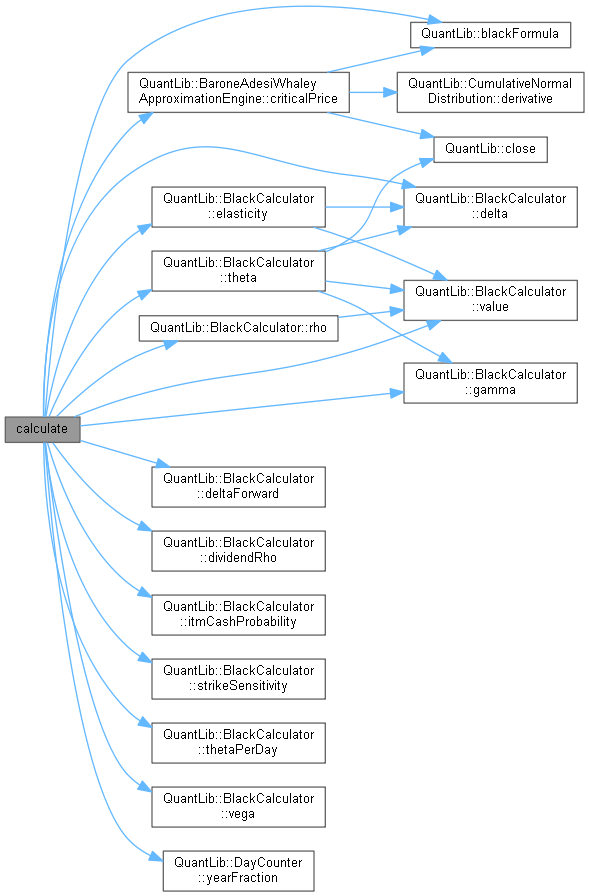 QuantLib::blackFormula
QuantLib::BaroneAdesiWhaley
ApproximationEngine::criticalPrice
QuantLib::CumulativeNormal
Distribution::derivative
QuantLib::close
QuantLib::BlackCalculator
::elasticity
QuantLib::BlackCalculator
::delta
QuantLib::BlackCalculator
::theta
QuantLib::BlackCalculator
::value
QuantLib::BlackCalculator::rho
QuantLib::BlackCalculator
::gamma
calculate
QuantLib::BlackCalculator
::deltaForward
QuantLib::BlackCalculator
::dividendRho
QuantLib::BlackCalculator
::itmCashProbability
QuantLib::BlackCalculator
::strikeSensitivity
QuantLib::BlackCalculator
::thetaPerDay
QuantLib::BlackCalculator
::vega
QuantLib::DayCounter
::yearFraction